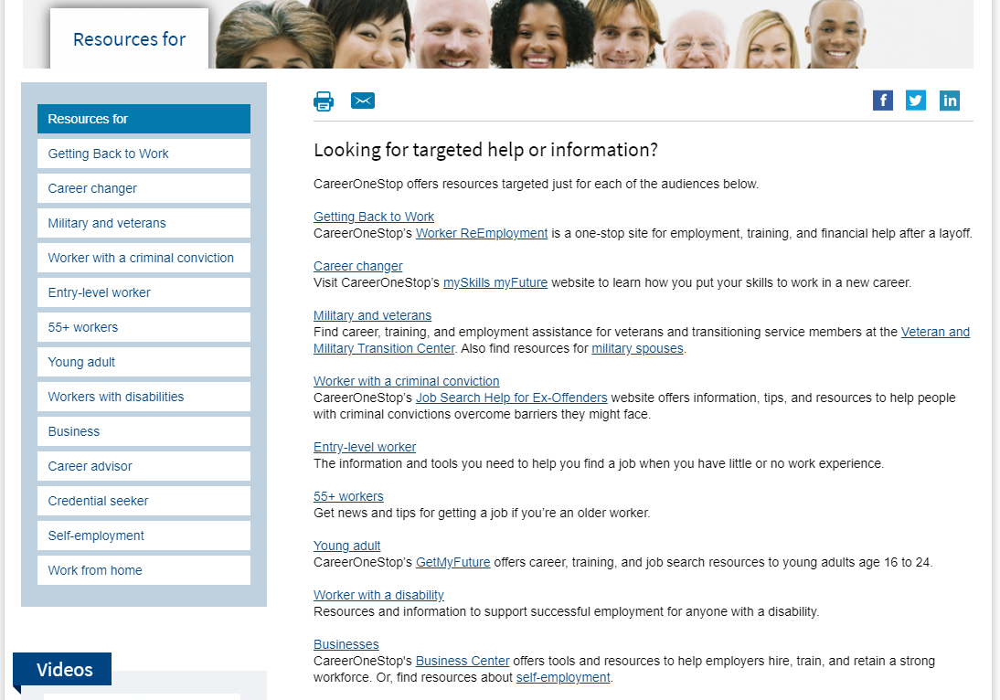 Resources for
Resources for
Getting Back to Work
Career changer
Military and veterans
Worker with a criminal conviction
Entry-level worker
55+ workers
Young adult
Workers with disabilities
Business
Career advisor
Credential seeker
Self-employment
Work from home
Videos
f
in
Looking for targeted help or information?
CareerOneStop offers resources targeted just for each of the audiences below.
Getting Back to Work
CareerOneStop's Worker ReEmployment is a one-stop site for employment, training, and financial help after a layoff.
Career changer
Visit CareerOneStop's mySkills myFuture website to learn how you put your skills to work in a new career.
Military and veterans
Find career, training, and employment assistance for veterans and transitioning service members at the Veteran and
Military Transition Center. Also find resources for military spouses.
Worker with a criminal conviction
CareerOneStop's Job Search Help for Ex-Offenders website offers information, tips, and resources to help people
with criminal convictions overcome barriers they might face.
Entry-level worker
The information and tools you need to help you find a job when you have little or no work experience.
55+ workers
Get news and tips for getting a job if you're an older worker.
Young adult
CareerOneStop's GetMyFuture offers career, training, and job search resources to young adults age 16 to 24.
Worker with a disability
Resources and information to support successful employment for anyone with a disability.
Businesses
CareerOneStop's Business Center offers tools and resources to help employers hire, train, and retain a strong
workforce. Or, find resources about self-employment.